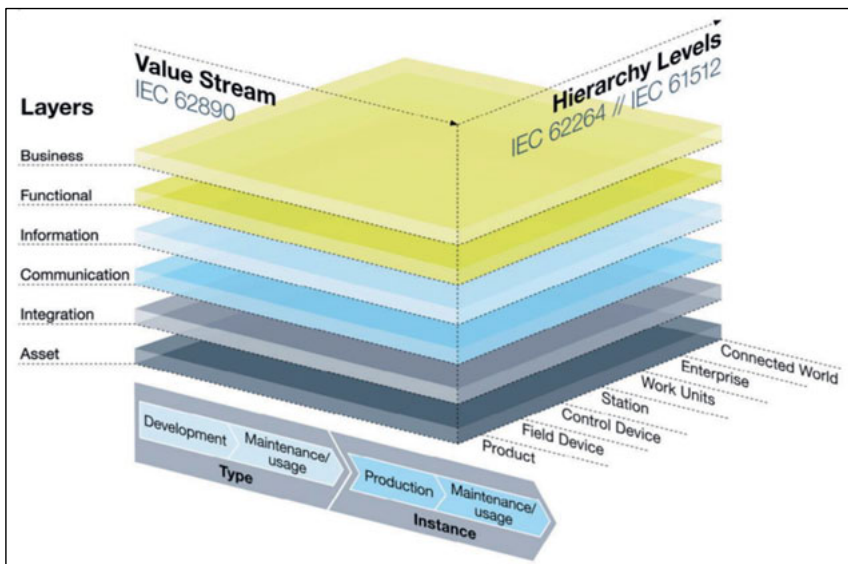 Value Stream
IEC 62890
Hierarchy Levels
IEC 62264 // IEC 61512
Layers
Business
Functional
Information
Communication
Integration
Asset
Connected World
Enterprise
Work Units
Station
Control Device
Field Device
Product
Development
Maintenance/
usage
Type
Production
Maintenance/
usage
Instance